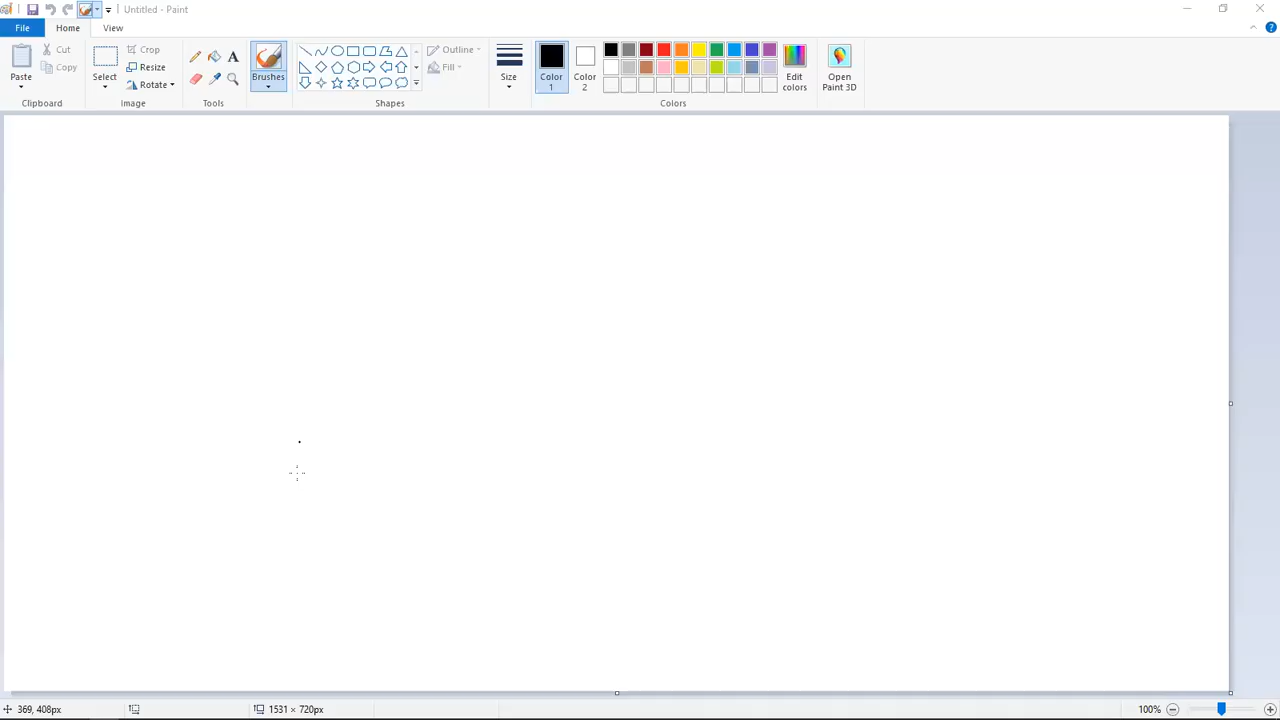 Untitled - Paint
File Home View
Paste Cut Copy Select Crop Resize Rotate A Brushes Outline Fill Size Color 1 Color 2 Edit colors Open Paint 3D
Clipboard Image Tools Shapes Colors
369, 408px 1531 × 720px 100%